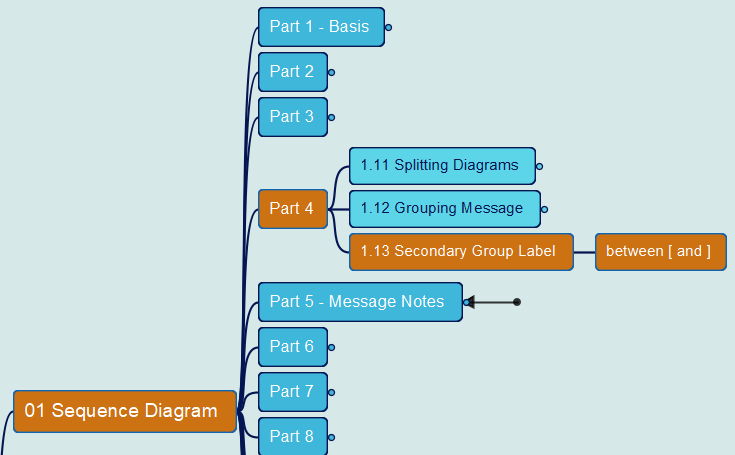 Part 1 - Basis
Part 2
Part 3
1.11 Splitting Diagrams
Part 4
1.12 Grouping Message
1.13 Secondary Group Label
between [ and ]
Part 5 - Message Notes
Part 6
Part 7
01 Sequence Diagram
Part 8